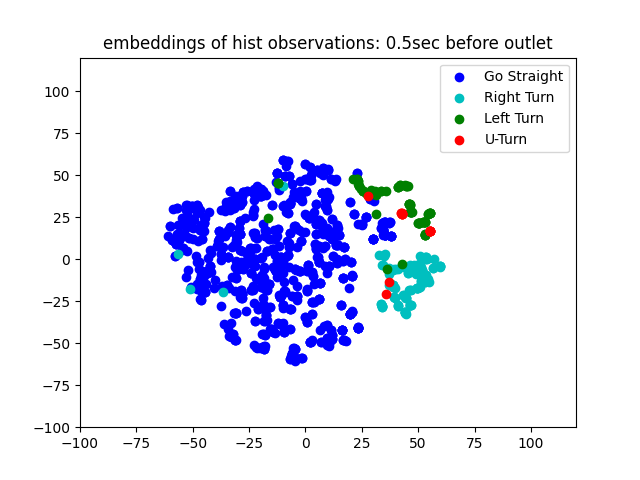 embeddings of hist observations: 0.5sec before outlet
Go Straight
Right Turn
Left Turn
U-Turn
100
75
50
25
0
−25
−50
−75
−100
−100 −75 −50 −25 0 25 50 75 100